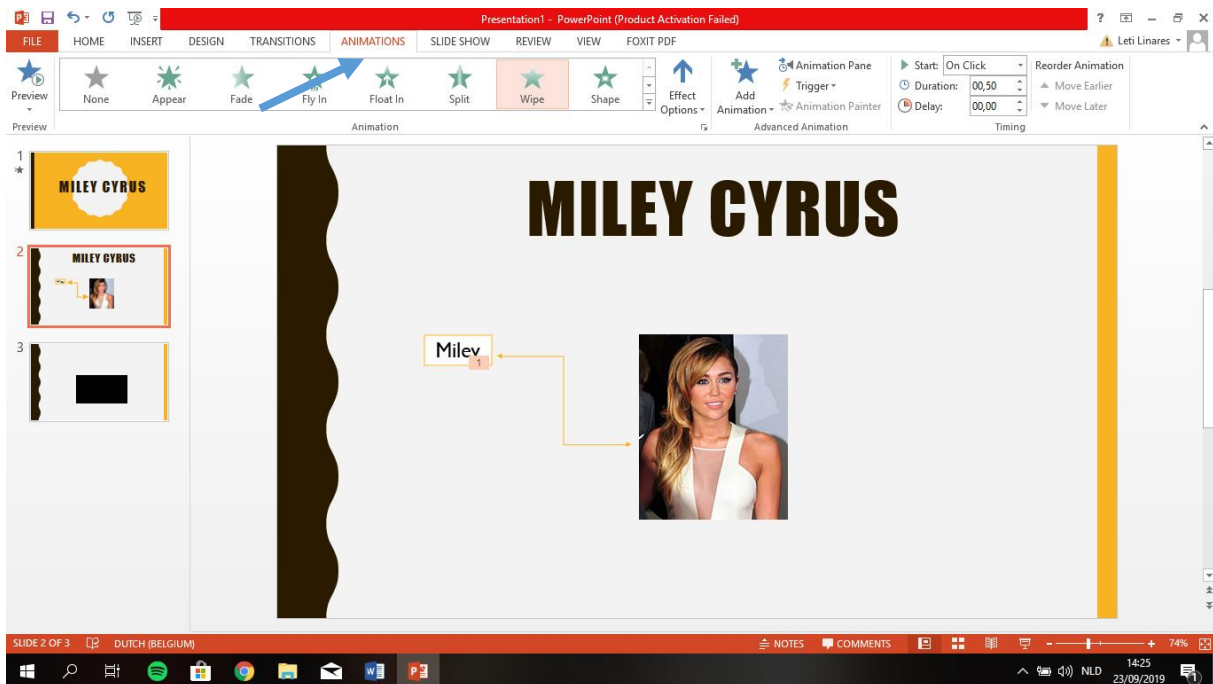 Presentation1 - PowerPoint (Product Activation Failed)
FILE HOME INSERT DESIGN TRANSITIONS ANIMATIONS SLIDE SHOW REVIEW VIEW FOXIT PDF Leti Linares
Preview None Appear Fade Fly In Float In Split Wipe Shape Effect Options Add Animation Animation Pane Trigger Animation Painter
Start: On Click
Duration: 00,50
Delay: 00,00
Reorder Animation
Move Earlier
Move Later
Preview Animation Advanced Animation Timing
1
MILEY CYRUS
2
MILEY CYRUS
3
MILEY CYRUS
Miley
1
SLIDE 2 OF 3 DUTCH (BELGIUM) NOTES COMMENTS 74%
NLD 14:25
23/09/2019
1